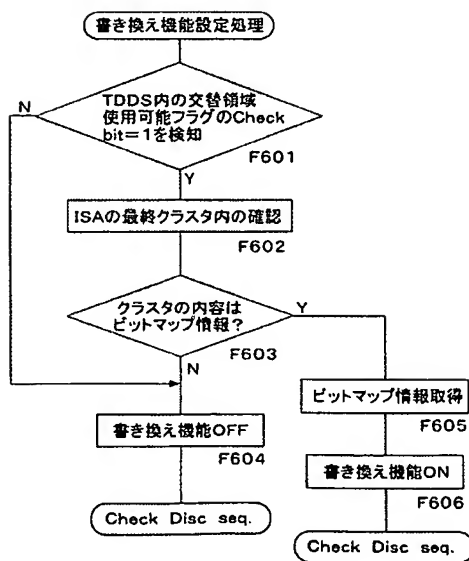 書き換え機能設定処理
TDDS内の交替領域
使用可能フラグのCheck
bit=1を検知
N
F601
Y
ISAの最終クラスタ内の確認
F602
クラスタの内容は
ビットマップ情報?
Y
F603
N
ビットマップ情報取得
F605
書き換え機能OFF
F604
書き換え機能ON
F606
Check Disc seq.
Check Disc seq.